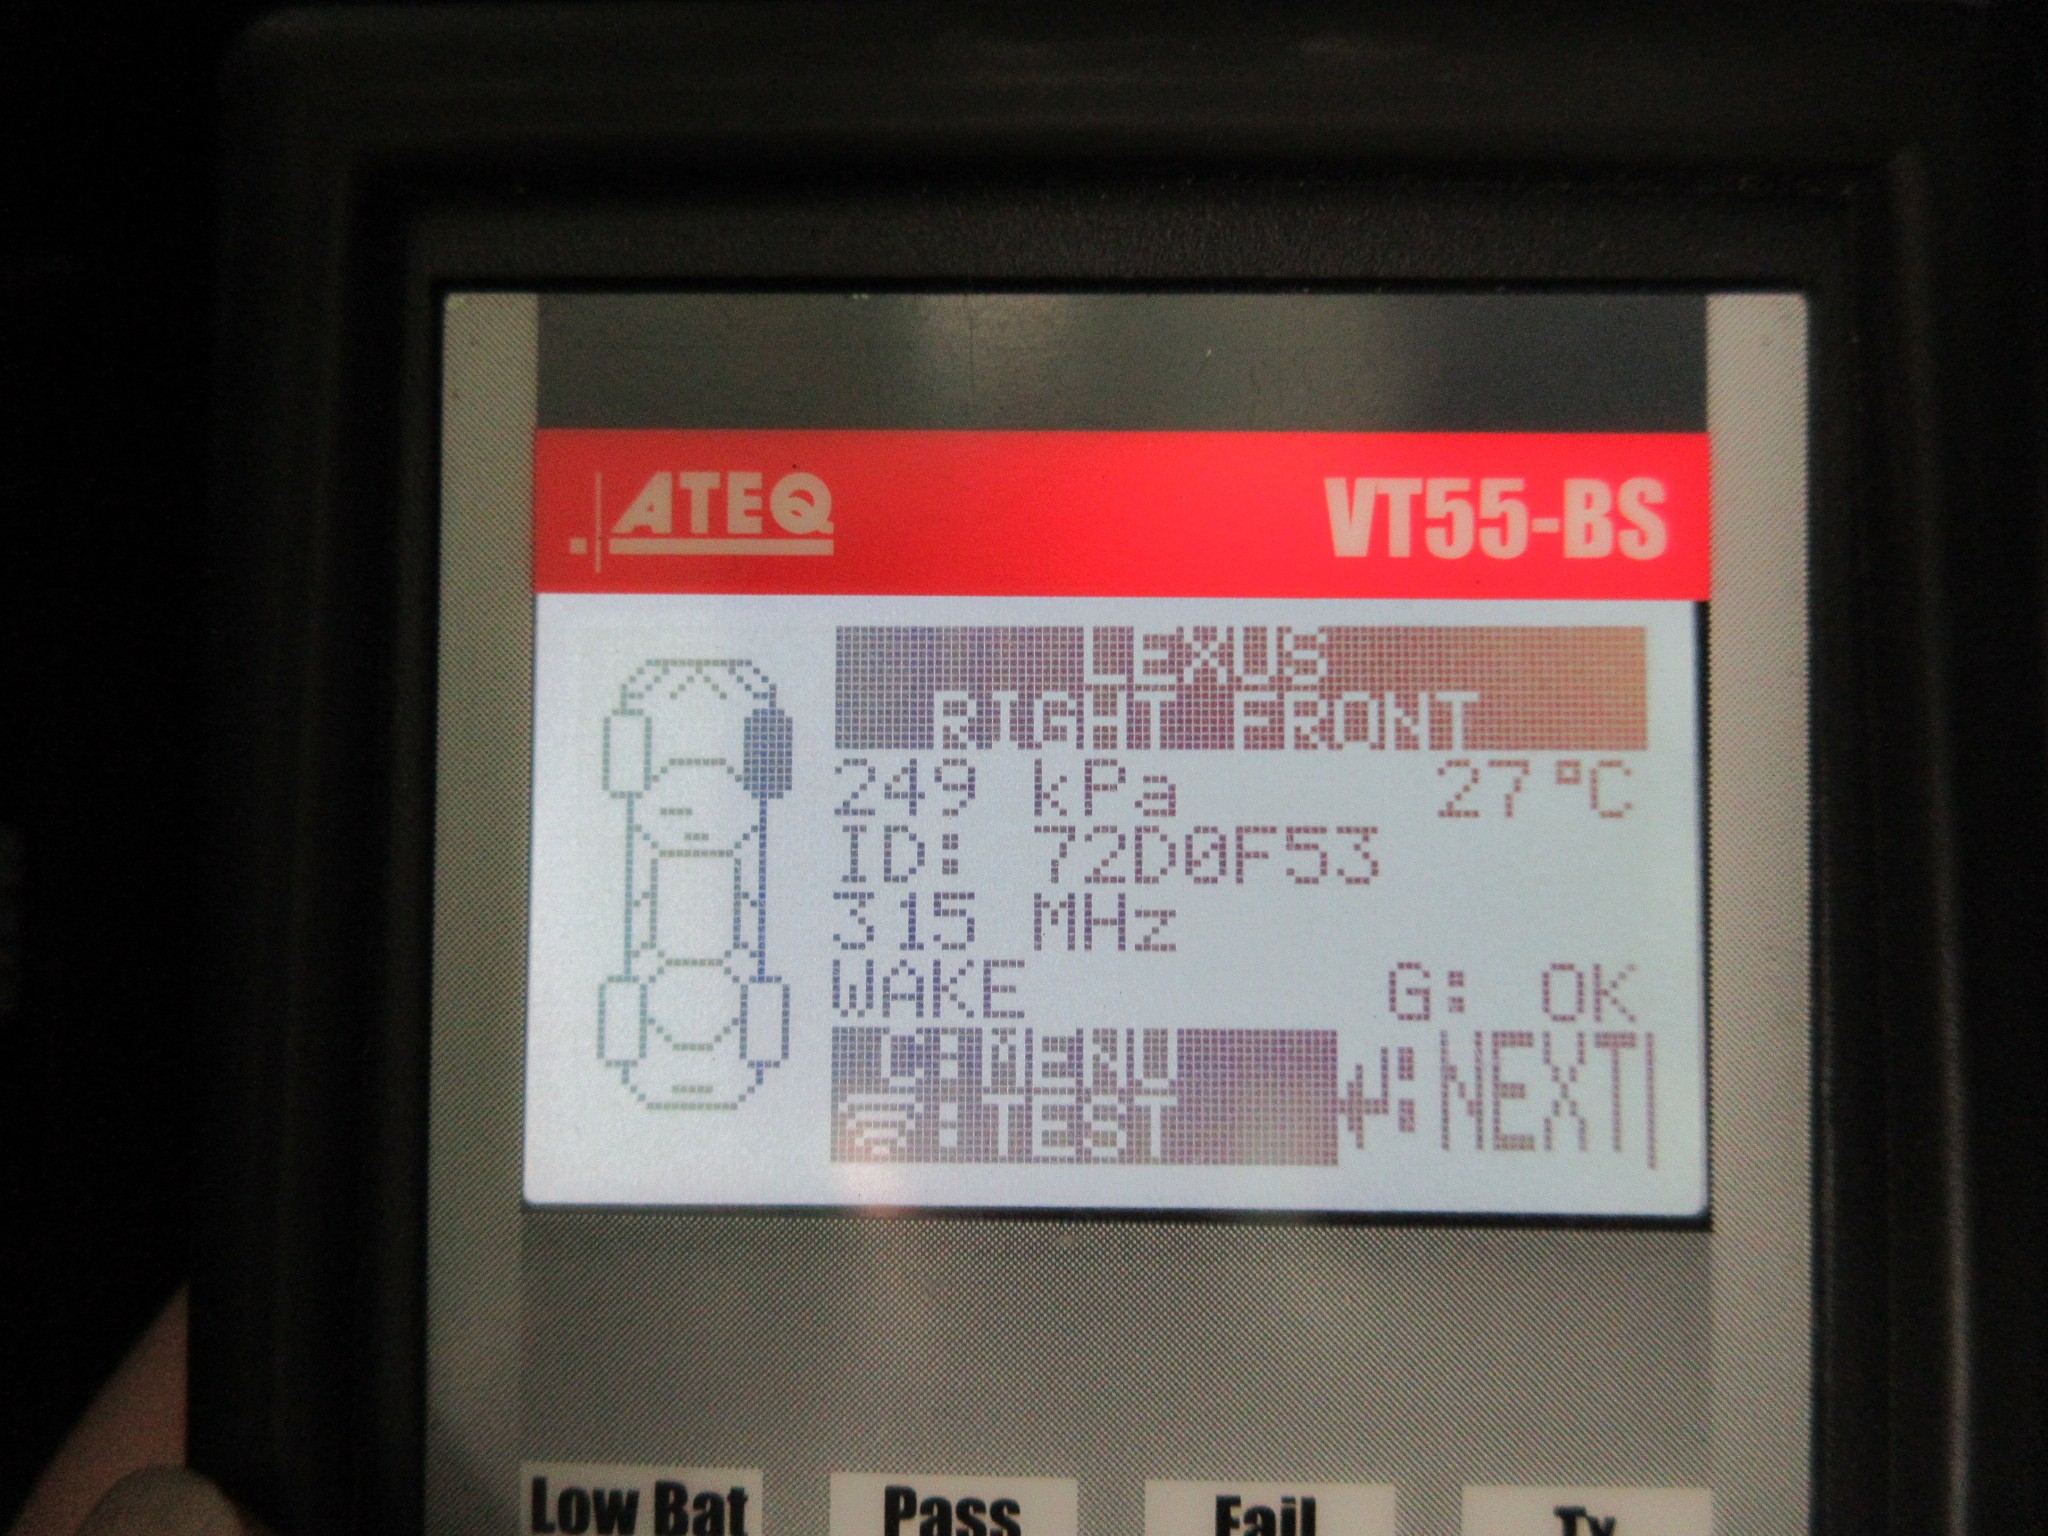 ATEQ VT55-BS
LEXUS
RIGHT FRONT
249 kPa 27°C
ID: 72D0F53
315 MHz
WAKE G: OK
C:MENU
:TEST
↵:NEXT
Low Bat Pass Fail Tx